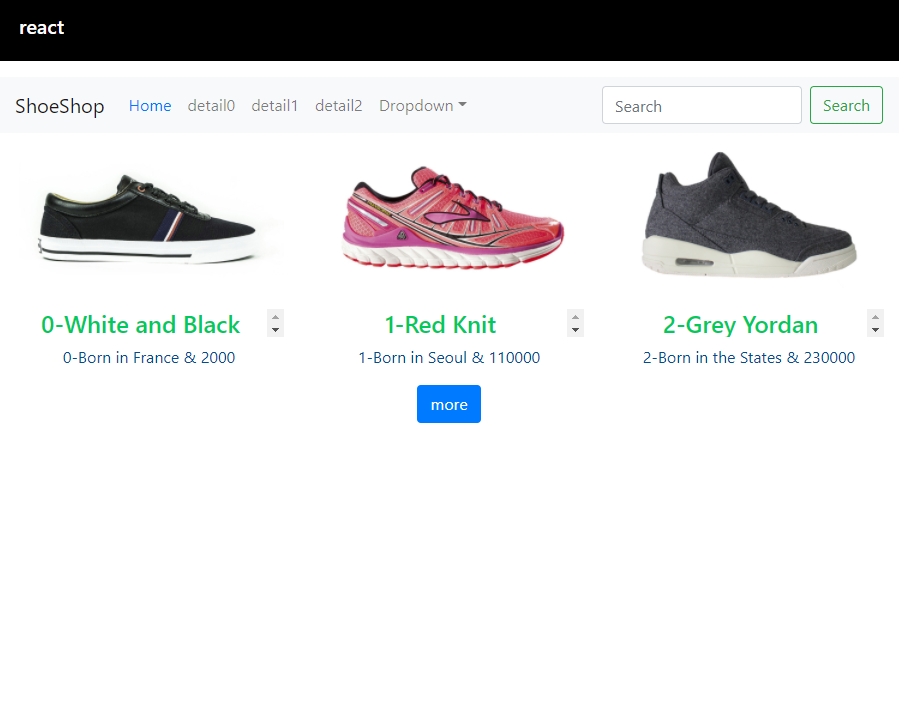 react
ShoeShop Home detail0 detail1 detail2 Dropdown Search Search
0-White and Black
0-Born in France & 2000
1-Red Knit
1-Born in Seoul & 110000
2-Grey Yordan
2-Born in the States & 230000
more